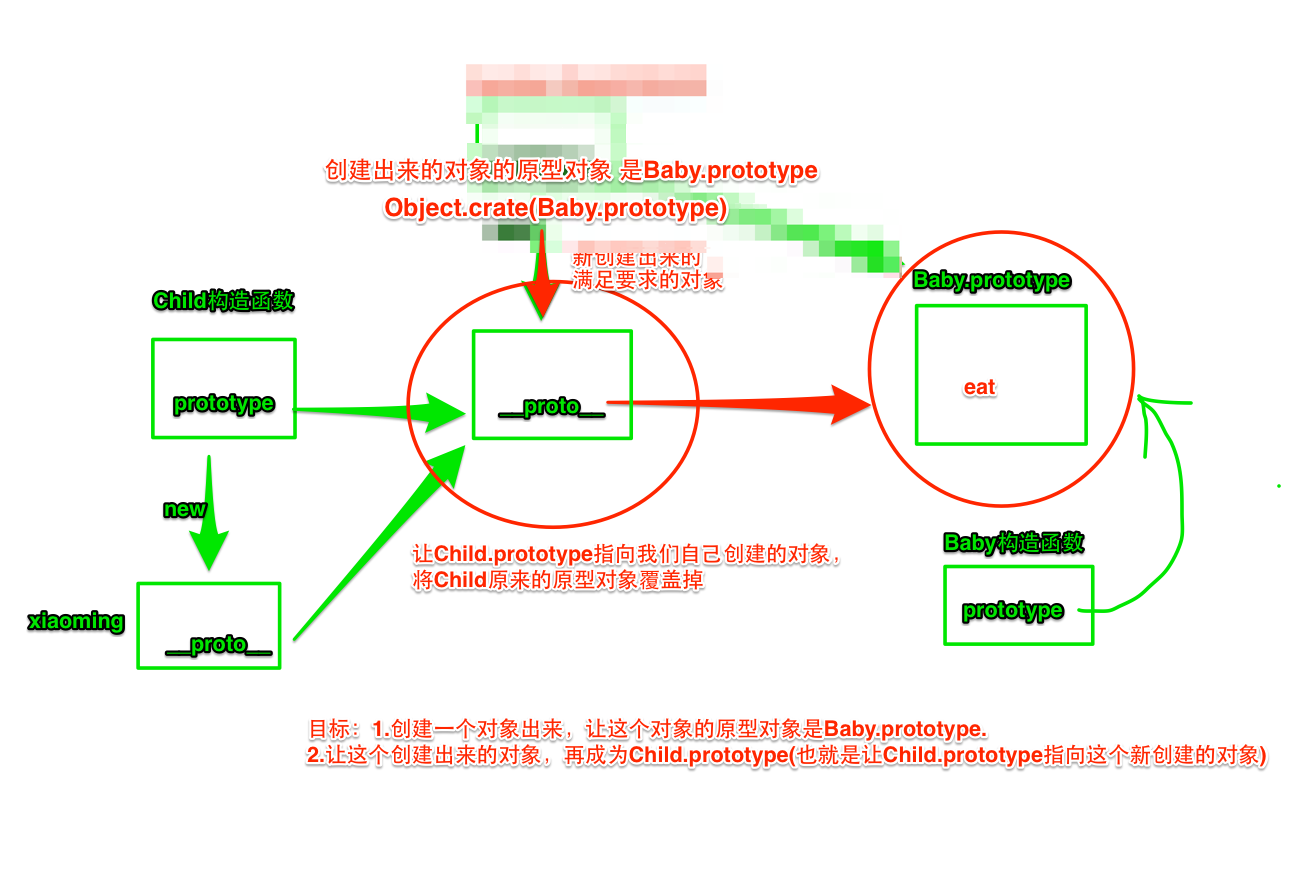 创建出来的对象的原型对象 是Baby.prototype
Object.crate(Baby.prototype)
新创建出来的
满足要求的对象
Baby.prototype
Child构造函数
eat
prototype
__proto__
new
Baby构造函数
让Child.prototype指向我们自己创建的对象，
将Child原来的原型对象覆盖掉
prototype
xiaoming
__proto__
目标：1.创建一个对象出来，让这个对象的原型对象是Baby.prototype.
2.让这个创建出来的对象，再成为Child.prototype(也就是让Child.prototype指向这个新创建的对象)